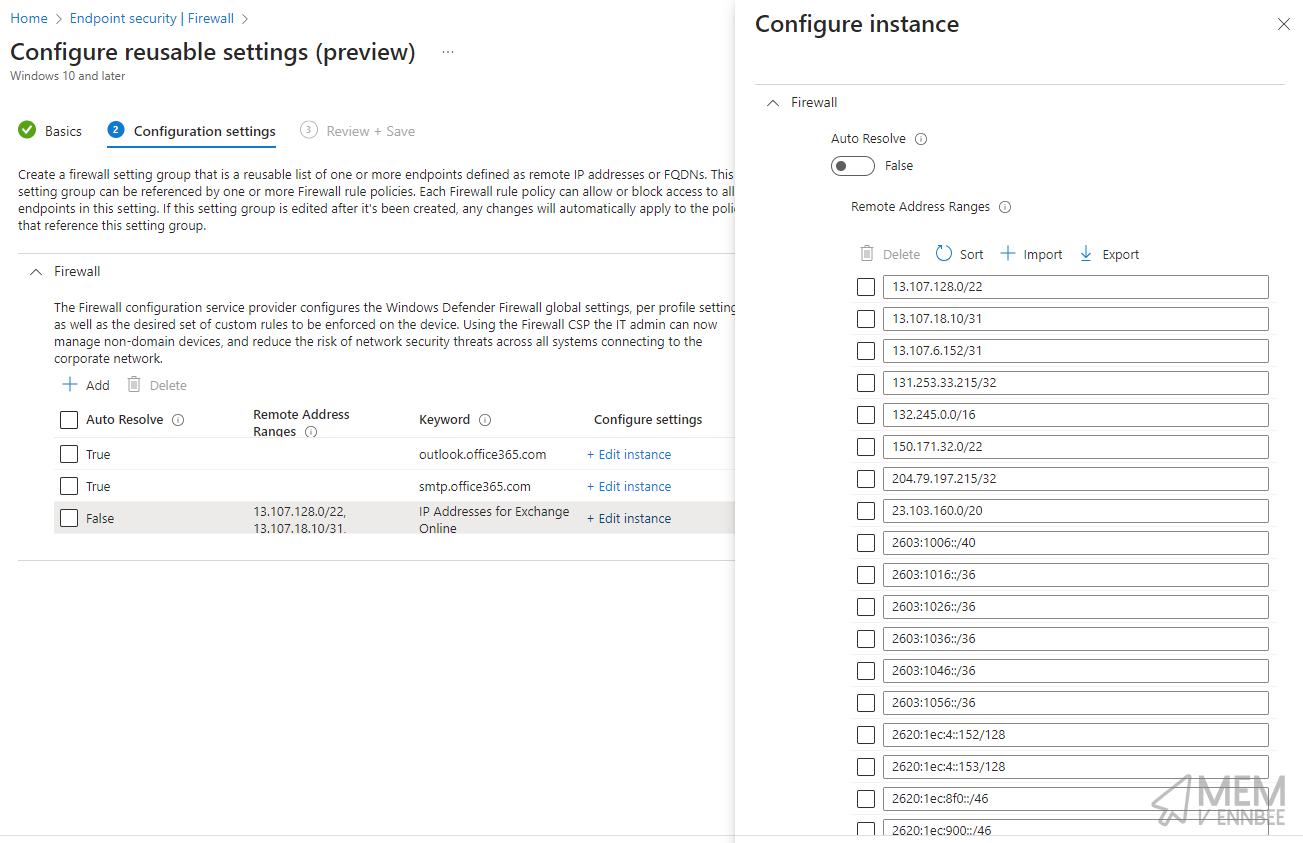 Home > Endpoint security | Firewall >
Configure reusable settings (preview) ...
Windows 10 and later
Basics
2 Configuration settings
3 Review + Save
Create a firewall setting group that is a reusable list of one or more endpoints defined as remote IP addresses or FQDNs. This
setting group can be referenced by one or more Firewall rule policies. Each Firewall rule policy can allow or block access to all
endpoints in this setting. If this setting group is edited after it's been created, any changes will automatically apply to the
that reference this setting group.
Firewall
The Firewall configuration service provider configures the Windows Defender Firewall global settings, per profile
as well as the desired set of custom rules to be enforced on the device. Using the Firewall CSP the IT admin can now
manage non-domain devices, and reduce the risk of network security threats across all systems connecting to the
corporate network.
+ Add Delete
Auto Resolve
Remote Address
Ranges
Keyword
Configure settings
True outlook.office365.com + Edit instance
True smtp.office365.com + Edit instance
False
13.107.128.0/22,
13.107.18.10/31,
IP Addresses for Exchange
Online
+ Edit instance
Configure instance
Firewall
Auto Resolve
False
Remote Address Ranges
Delete Sort + Import Export
13.107.128.0/22
13.107.18.10/31
13.107.6.152/31
131.253.33.215/32
132.245.0.0/16
150.171.32.0/22
204.79.197.215/32
23.103.160.0/20
2603:1006::/40
2603:1016::/36
2603:1026::/36
2603:1036::/36
2603:1046::/36
2603:1056::/36
2620:1ec:4::152/128
2620:1ec:4::153/128
2620:1ec:8f0::/46
2620:1ec:900::/46
MEM
V ENNBEE